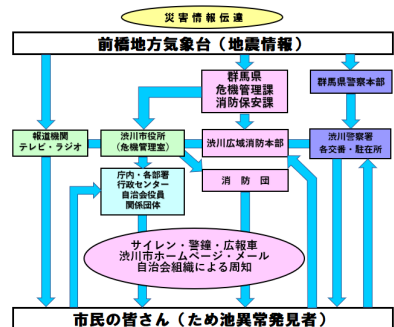 災害情報伝達
前橋地方気象台（地震情報）
群馬県
危機管理課
消防保安課
群馬県警察本部
報道機関
テレビ・ラジオ
渋川市役所
（危機管理室）
渋川広域消防本部
渋川警察署
各交番・駐在所
庁内・各部署
行政センター
自治会役員
関係団体
消防団
サイレン・警鐘・広報車
渋川市ホームページ・メール
自治会組織による周知
市民の皆さん（ため池異常発見者）